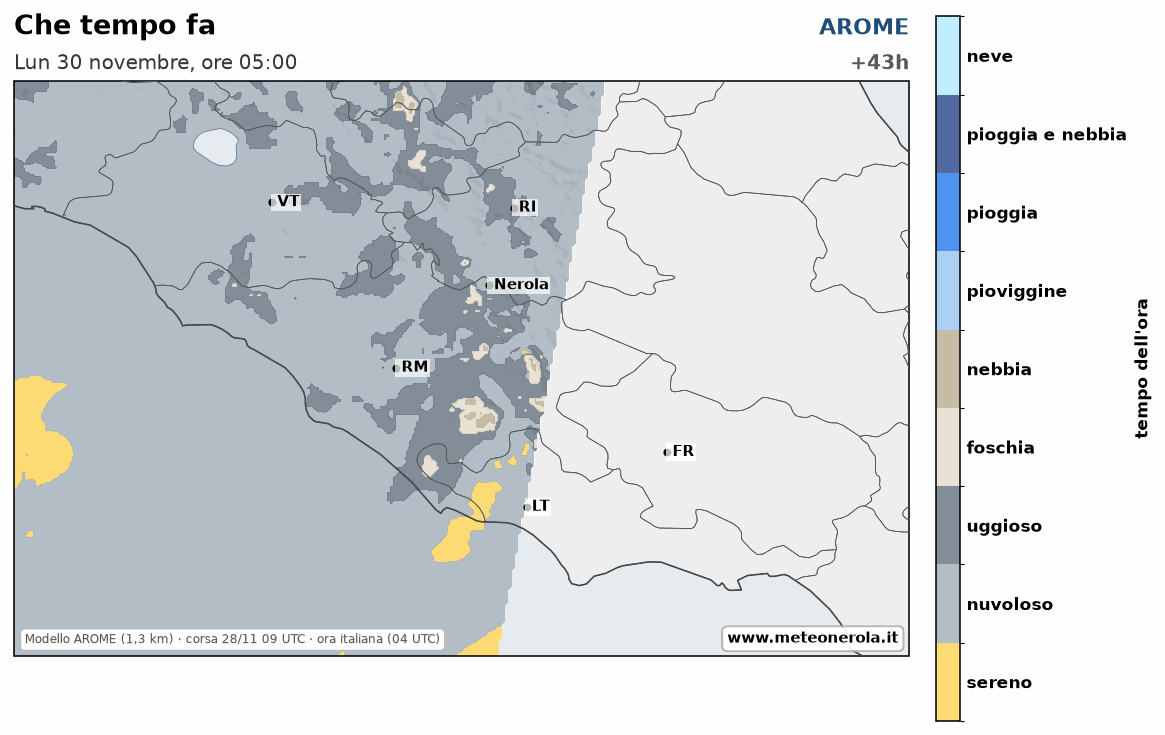 Che tempo fa
AROME
Lun 30 novembre, ore 05:00
+43h
VT
RI
Nerola
RM
FR
LT
Modello AROME (1,3 km) · corsa 28/11 09 UTC · ora italiana (04 UTC)
www.meteonerola.it
neve
pioggia e nebbia
pioggia
pioviggine
nebbia
foschia
uggioso
nuvoloso
sereno
tempo dell'ora